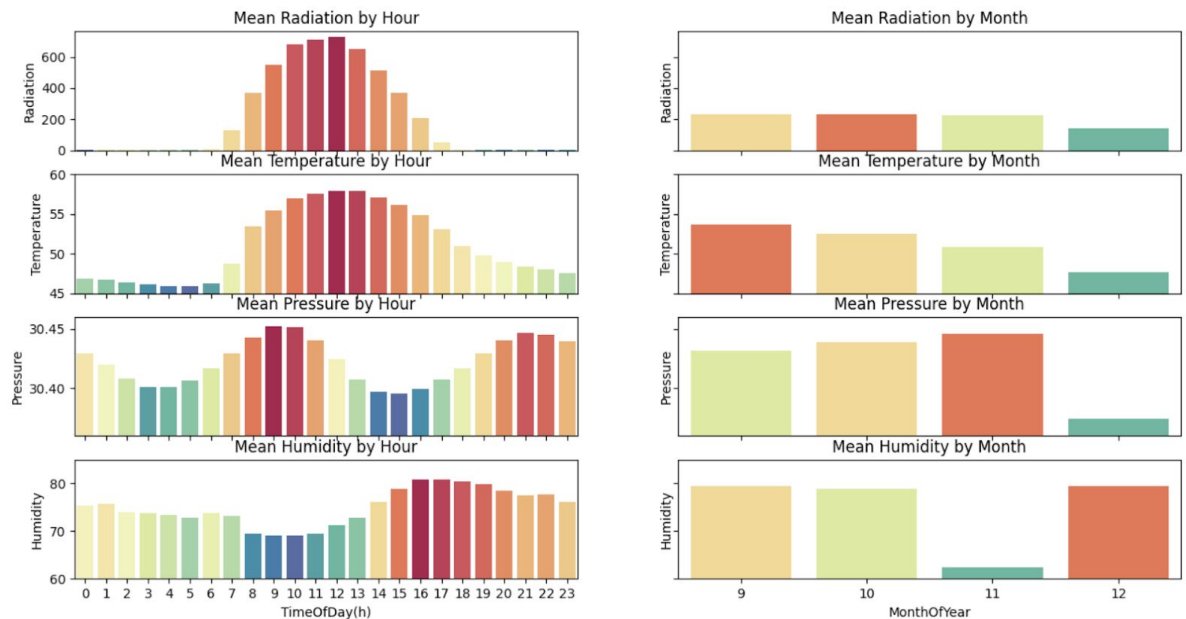 Mean Radiation by Hour
Radiation
600
400
200
0
Mean Temperature by Hour
Temperature
60
55
50
45
Mean Pressure by Hour
Pressure
30.45
30.40
Mean Humidity by Hour
Humidity
80
70
60
0 1 2 3 4 5 6 7 8 9 10 11 12 13 14 15 16 17 18 19 20 21 22 23
TimeOfDay(h)
Mean Radiation by Month
Radiation
Mean Temperature by Month
Temperature
Mean Pressure by Month
Pressure
Mean Humidity by Month
Humidity
9 10 11 12
MonthOfYear